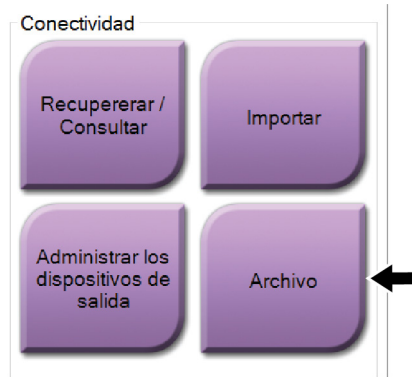 Conectividad
Recupererar /
Consultar
Importar
Administrar los
dispositivos de
salida
Archivo